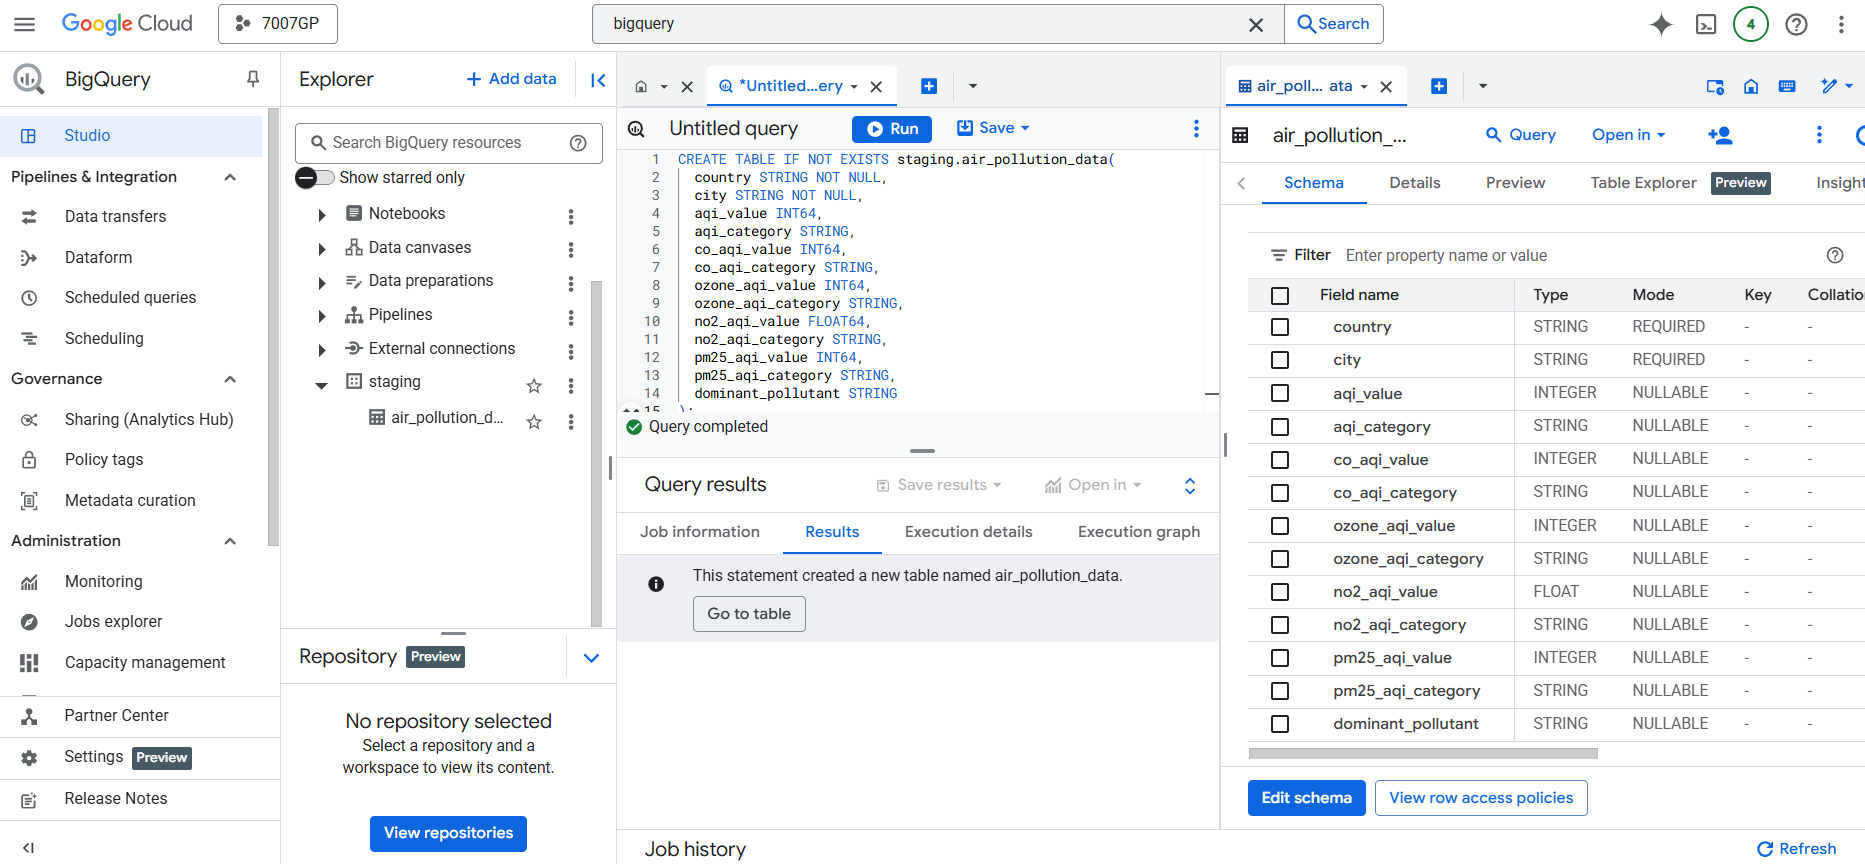 Google Cloud
7007GP
bigquery
Search
4
BigQuery
Studio
Pipelines & Integration
Data transfers
Dataform
Scheduled queries
Scheduling
Governance
Sharing (Analytics Hub)
Policy tags
Metadata curation
Administration
Monitoring
Jobs explorer
Capacity management
Partner Center
Settings Preview
Release Notes
Explorer
+ Add data
Search BigQuery resources
Show starred only
Notebooks
Data canvases
Data preparations
Pipelines
External connections
staging
air_pollution_d...
Repository Preview
No repository selected
Select a repository and a
workspace to view its content.
View repositories
*Untitled...ery
Untitled query
Run
Save
1 CREATE TABLE IF NOT EXISTS staging.air_pollution_data(
2 country STRING NOT NULL,
3 city STRING NOT NULL,
4 aqi_value INT64,
5 aqi_category STRING,
6 co_aqi_value INT64,
7 co_aqi_category STRING,
8 ozone_aqi_value INT64,
9 ozone_aqi_category STRING,
10 no2_aqi_value FLOAT64,
11 no2_aqi_category STRING,
12 pm25_aqi_value INT64,
13 pm25_aqi_category STRING,
14 dominant_pollutant STRING
15 );
Query completed
Query results
Save results
Open in
Job information
Results
Execution details
Execution graph
This statement created a new table named air_pollution_data.
Go to table
Job history
Refresh
air_poll... ata
air_pollution_...
Query
Open in
Schema
Details
Preview
Table Explorer Preview
Insight
Filter Enter property name or value
Field name Type Mode Key Collatio
country STRING REQUIRED - -
city STRING REQUIRED - -
aqi_value INTEGER NULLABLE - -
aqi_category STRING NULLABLE - -
co_aqi_value INTEGER NULLABLE - -
co_aqi_category STRING NULLABLE - -
ozone_aqi_value INTEGER NULLABLE - -
ozone_aqi_category STRING NULLABLE - -
no2_aqi_value FLOAT NULLABLE - -
no2_aqi_category STRING NULLABLE - -
pm25_aqi_value INTEGER NULLABLE - -
pm25_aqi_category STRING NULLABLE - -
dominant_pollutant STRING NULLABLE - -
Edit schema
View row access policies